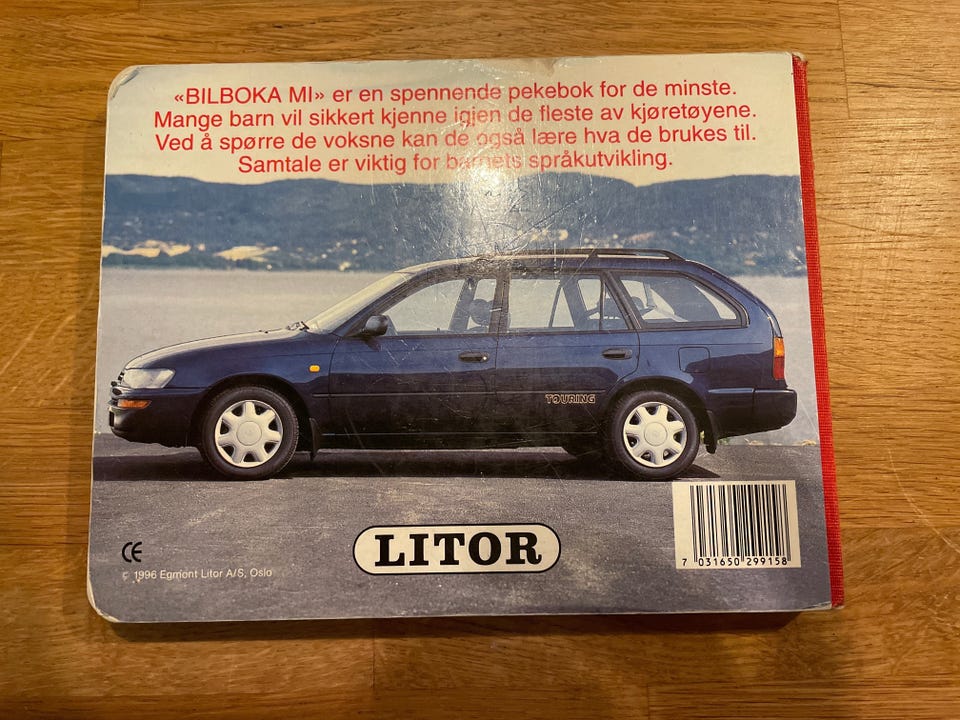 «BILBOKA MI» er en spennende pekebok for de minste.
Mange barn vil sikkert kjenne igjen de fleste av kjøretøyene.
Ved å spørre de voksne kan de også lære hva de brukes til.
Samtale er viktig for barnets språkutvikling.
TOURING
CE
© 1996 Egmont Litor A/S, Oslo
LITOR
7 031650 299158